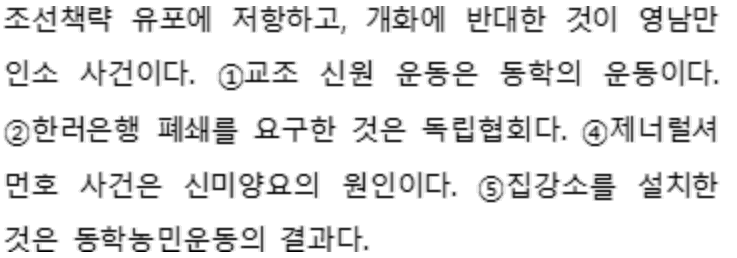 조선책략 유포에 저항하고, 개화에 반대한 것이 영남만
인소 사건이다. ①교조 신원 운동은 동학의 운동이다.
②한러은행 폐쇄를 요구한 것은 독립협회다. ④제너럴셔
먼호 사건은 신미양요의 원인이다. ⑤집강소를 설치한
것은 동학농민운동의 결과다.